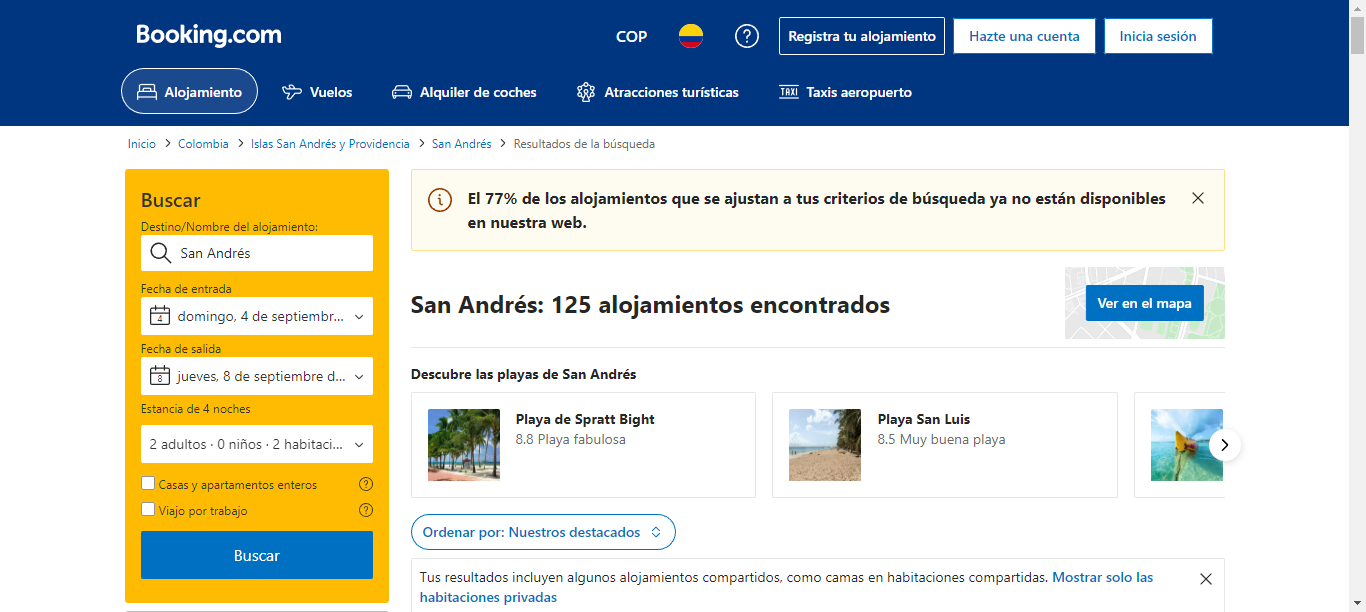 Booking.com
COP
Registra tu alojamiento
Hazte una cuenta
Inicia sesión
Alojamiento
Vuelos
Alquiler de coches
Atracciones turísticas
TAXI Taxis aeropuerto
Inicio > Colombia > Islas San Andrés y Providencia > San Andrés > Resultados de la búsqueda
Buscar
Destino/Nombre del alojamiento:
San Andrés
Fecha de entrada
4 domingo, 4 de septiembr...
Fecha de salida
8 jueves, 8 de septiembre d...
Estancia de 4 noches
2 adultos · 0 niños · 2 habitaci...
Casas y apartamentos enteros
Viajo por trabajo
Buscar
El 77% de los alojamientos que se ajustan a tus criterios de búsqueda ya no están disponibles
en nuestra web.
San Andrés: 125 alojamientos encontrados
Ver en el mapa
Descubre las playas de San Andrés
Playa de Spratt Bight
8.8 Playa fabulosa
Playa San Luis
8.5 Muy buena playa
Ordenar por: Nuestros destacados
Tus resultados incluyen algunos alojamientos compartidos, como camas en habitaciones compartidas. Mostrar solo las
habitaciones privadas